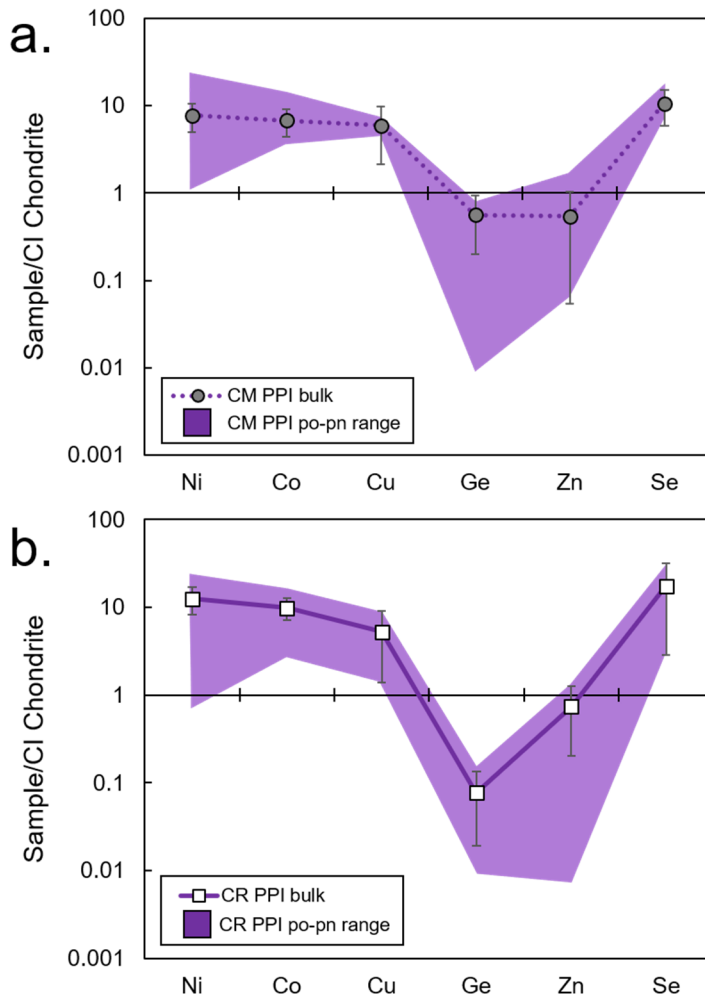 a.
Sample/CI Chondrite
100
10
1
0.1
0.01
0.001
CM PPI bulk
CM PPI po-pn range
Ni Co Cu Ge Zn Se
b.
Sample/CI Chondrite
100
10
1
0.1
0.01
0.001
CR PPI bulk
CR PPI po-pn range
Ni Co Cu Ge Zn Se